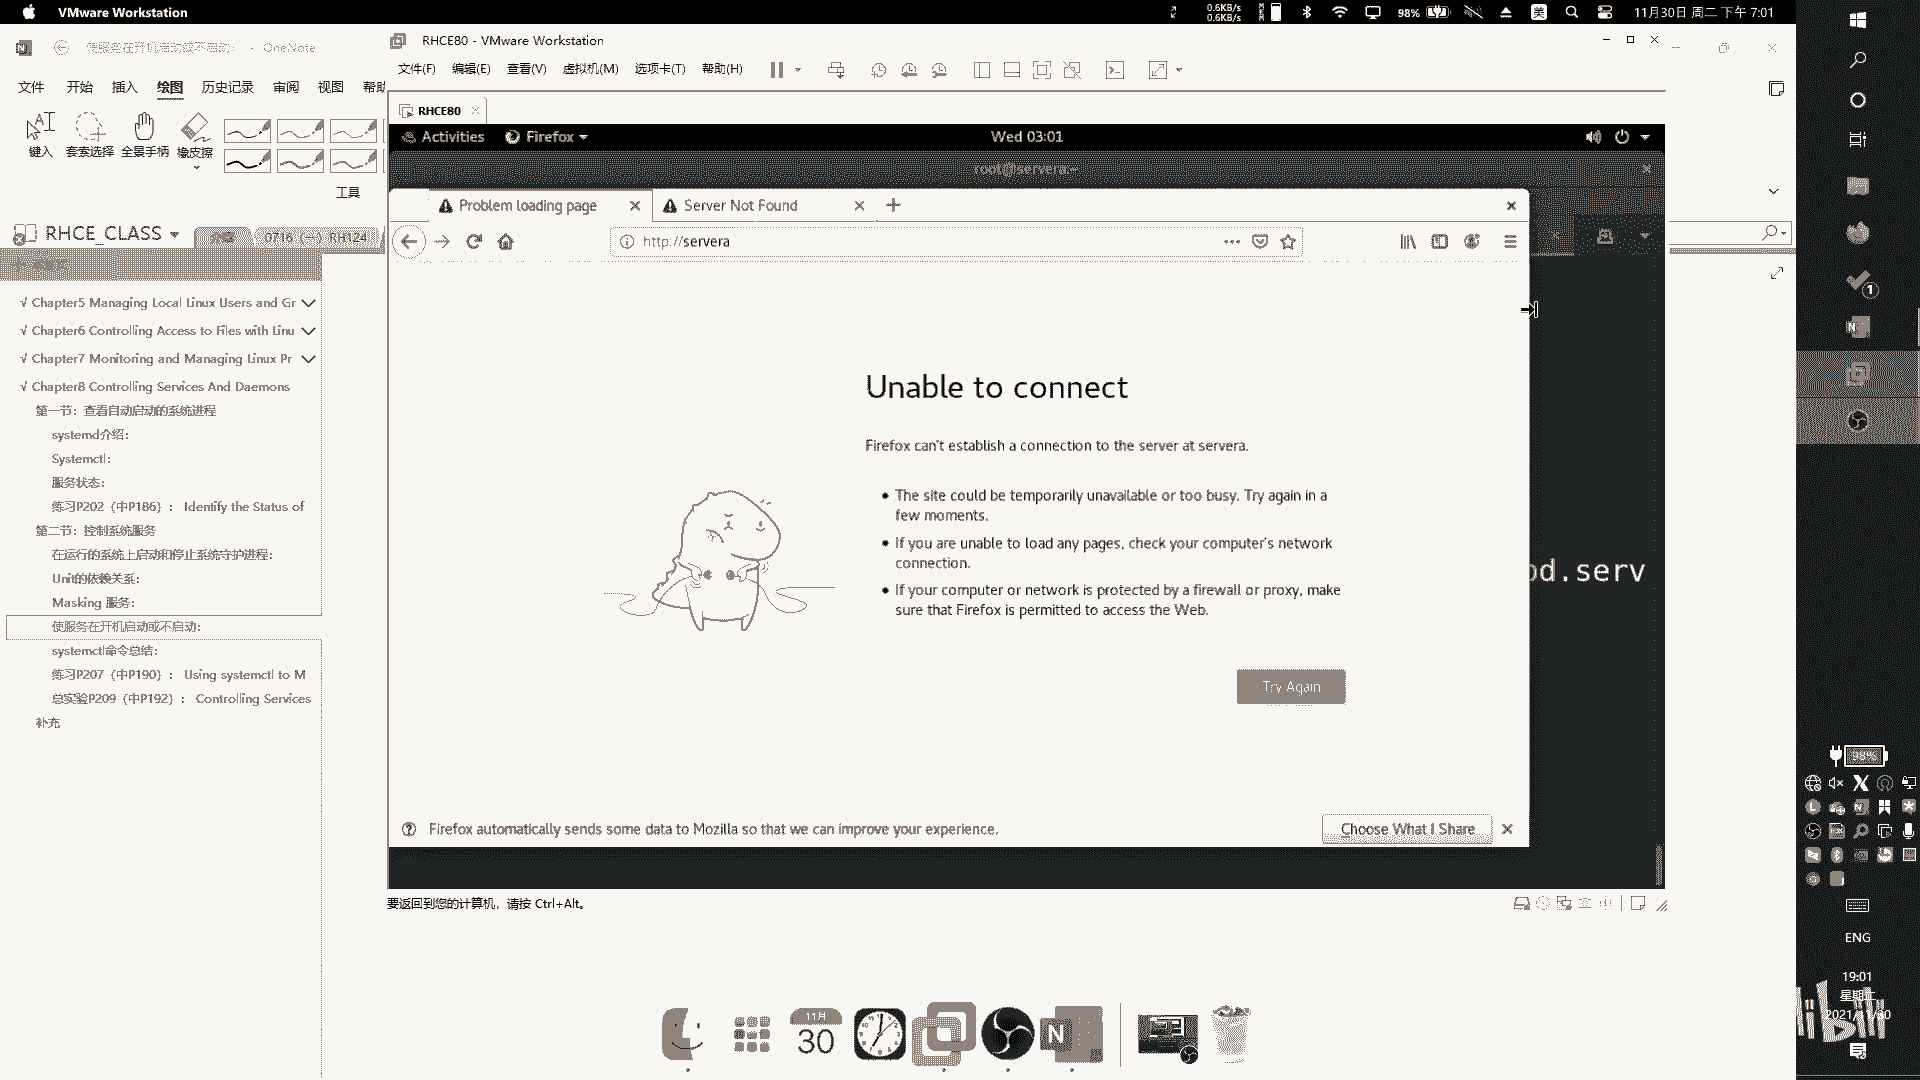 VMware Workstation
0.6KB/s
0.6KB/s
98%
英
11月30日 周二 下午 7:01
使服务在开机启动或不启动: - OneNote
文件 开始 插入 绘图 历史记录 审阅 视图 帮助
键入 套索选择 全景手柄 橡皮擦
工具
RHCE_CLASS
0716 (一) RH124
√ Chapter5 Managing Local Linux Users and Gr
√ Chapter6 Controlling Access to Files with Linu
√ Chapter7 Monitoring and Managing Linux Pr
√ Chapter8 Controlling Services And Daemons
第一节: 查看自动启动的系统进程
systemd介绍:
Systemctl:
服务状态:
练习P202 (中P186) : Identify the Status of
第二节: 控制系统服务
在运行的系统上启动和停止系统守护进程:
Unit的依赖关系:
Masking 服务:
使服务在开机启动或不启动:
systemctl命令总结:
练习P207 (中P190) : Using systemctl to M
总实验P209 (中P192) : Controlling Services
补充
RHCE80 - VMware Workstation
文件(F) 编辑(E) 查看(V) 虚拟机(M) 选项卡(T) 帮助(H)
RHCE80
Activities Firefox Wed 03:01
root@servera:~
Problem loading page
Server Not Found
http://servera
Unable to connect
Firefox can't establish a connection to the server at servera.
The site could be temporarily unavailable or too busy. Try again in a
few moments.
If you are unable to load any pages, check your computer's network
connection.
If your computer or network is protected by a firewall or proxy, make
sure that Firefox is permitted to access the Web.
Try Again
Firefox automatically sends some data to Mozilla so that we can improve your experience.
Choose What I Share
od.serv
要返回到您的计算机，请按 Ctrl+Alt。
11月
30
1
98%
ENG
19:01
星期二
2021/11/30